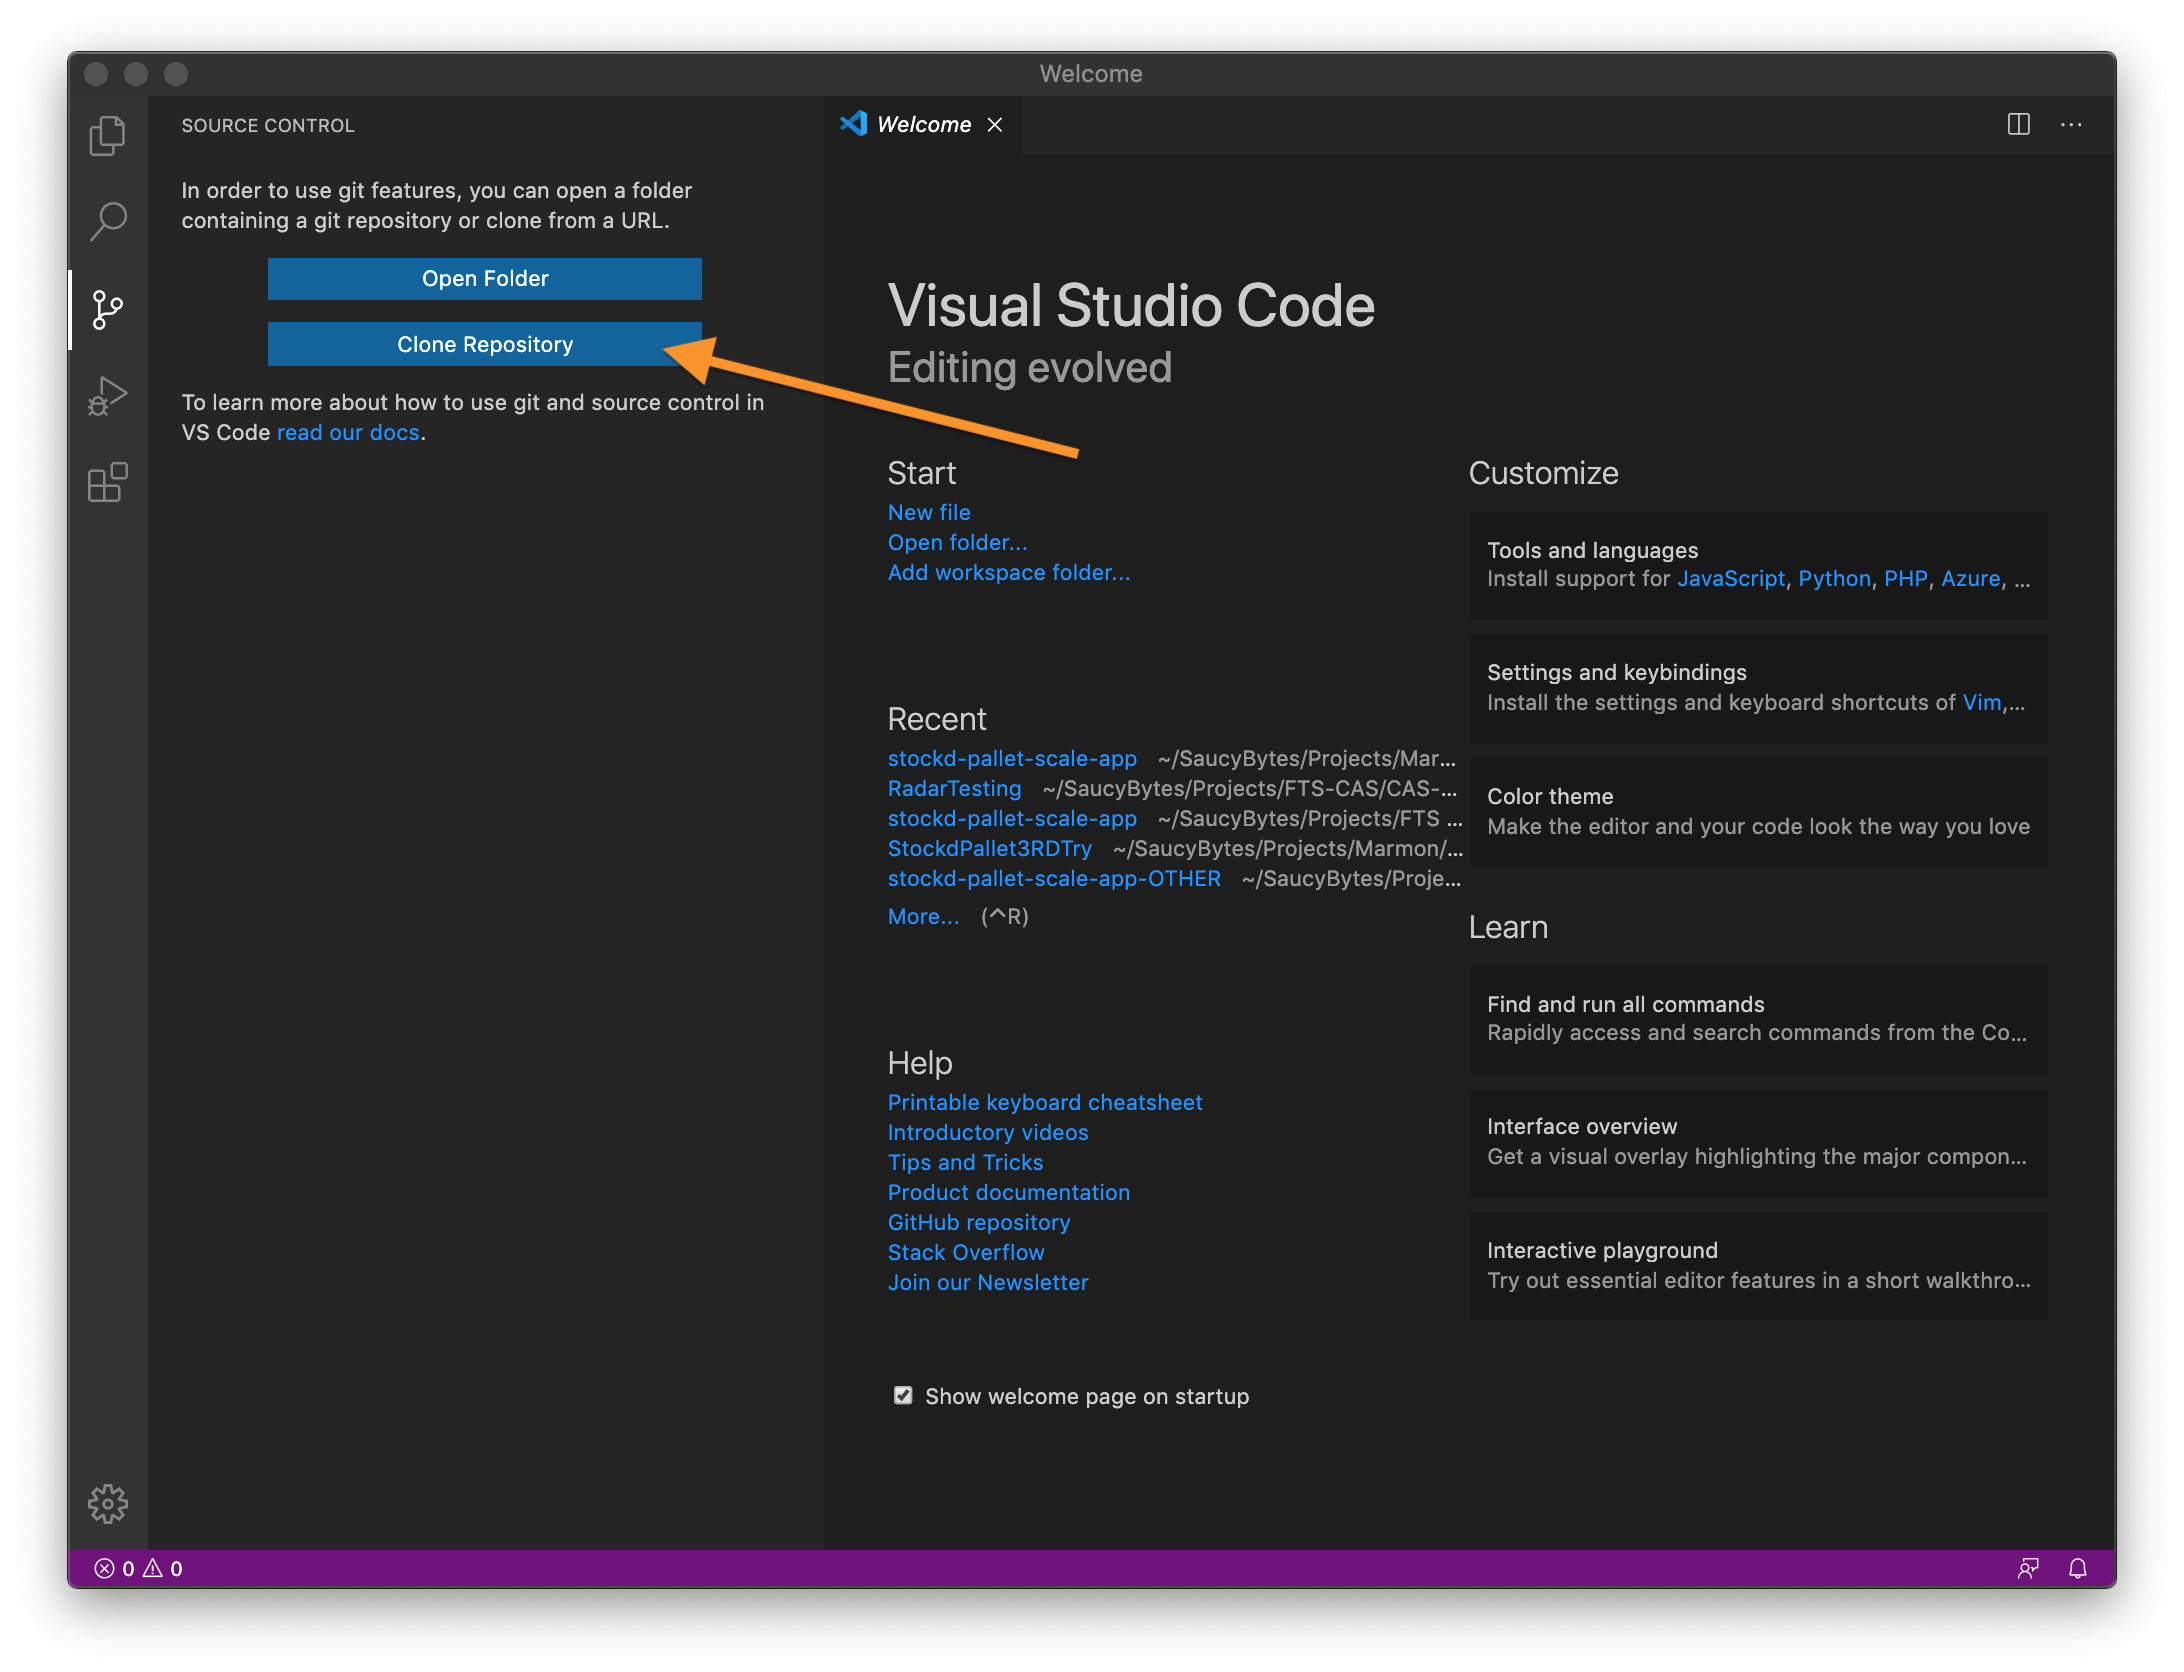 Welcome
SOURCE CONTROL
In order to use git features, you can open a folder
containing a git repository or clone from a URL.
Open Folder
Clone Repository
To learn more about how to use git and source control in
VS Code read our docs.
Welcome
Visual Studio Code
Editing evolved
Start
New file
Open folder...
Add workspace folder...
Recent
stockd-pallet-scale-app ~/SaucyBytes/Projects/Mar...
RadarTesting ~/SaucyBytes/Projects/FTS-CAS/CAS-...
stockd-pallet-scale-app ~/SaucyBytes/Projects/FTS ...
StockdPallet3RDTry ~/SaucyBytes/Projects/Marmon/...
stockd-pallet-scale-app-OTHER ~/SaucyBytes/Proje...
More... (^R)
Help
Printable keyboard cheatsheet
Introductory videos
Tips and Tricks
Product documentation
GitHub repository
Stack Overflow
Join our Newsletter
Show welcome page on startup
Customize
Tools and languages
Install support for JavaScript, Python, PHP, Azure, ...
Settings and keybindings
Install the settings and keyboard shortcuts of Vim,...
Color theme
Make the editor and your code look the way you love
Learn
Find and run all commands
Rapidly access and search commands from the Co...
Interface overview
Get a visual overlay highlighting the major compon...
Interactive playground
Try out essential editor features in a short walkthro...
0 0